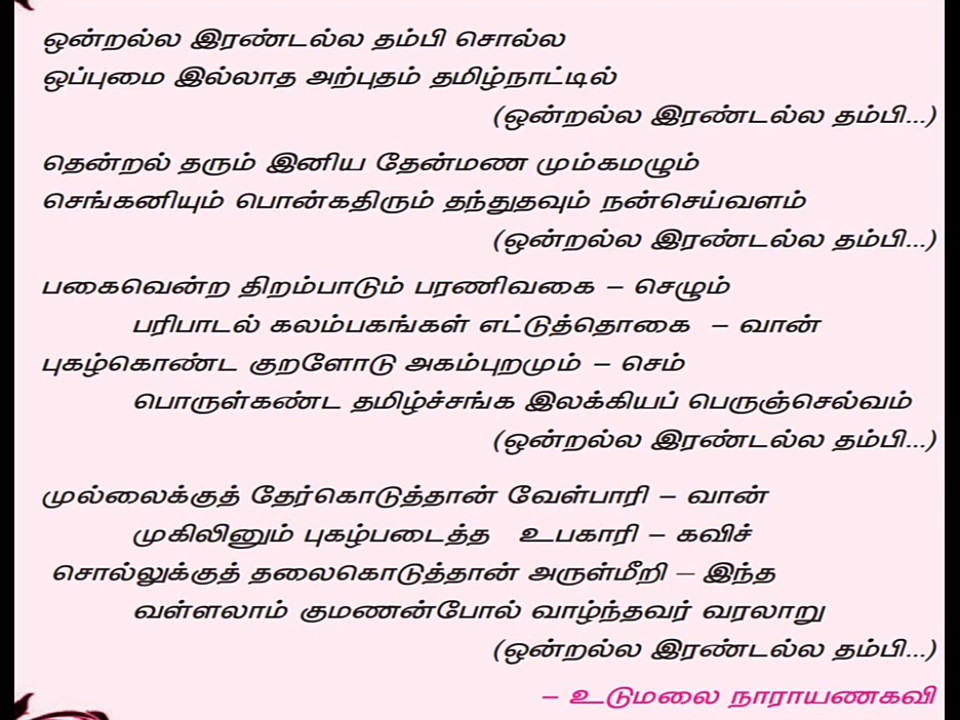 ஒன்றல்ல இரண்டல்ல தம்பி சொல்ல
ஒப்புமை இல்லாத அற்புதம் தமிழ்நாட்டில்
(ஒன்றல்ல இரண்டல்ல தம்பி...)
தென்றல் தரும் இனிய தேன்மண மும்கமழும்
செங்கனியும் பொன்கதிரும் தந்துதவும் நன்செய்வளம்
(ஒன்றல்ல இரண்டல்ல தம்பி...)
பகைவென்ற திறம்பாடும் பரணிவகை – செழும்
பரிபாடல் கலம்பகங்கள் எட்டுத்தொகை – வான்
புகழ்கொண்ட குறளோடு அகம்புறமும் – செம்
பொருள்கண்ட தமிழ்ச்சங்க இலக்கியப் பெருஞ்செல்வம்
(ஒன்றல்ல இரண்டல்ல தம்பி...)
முல்லைக்குத் தேர்கொடுத்தான் வேள்பாரி – வான்
முகிலினும் புகழ்படைத்த உபகாரி – கவிச்
சொல்லுக்குத் தலைகொடுத்தான் அருள்மீறி – இந்த
வள்ளலாம் குமணன்போல் வாழ்ந்தவர் வரலாறு
(ஒன்றல்ல இரண்டல்ல தம்பி...)
– உடுமலை நாராயணகவி